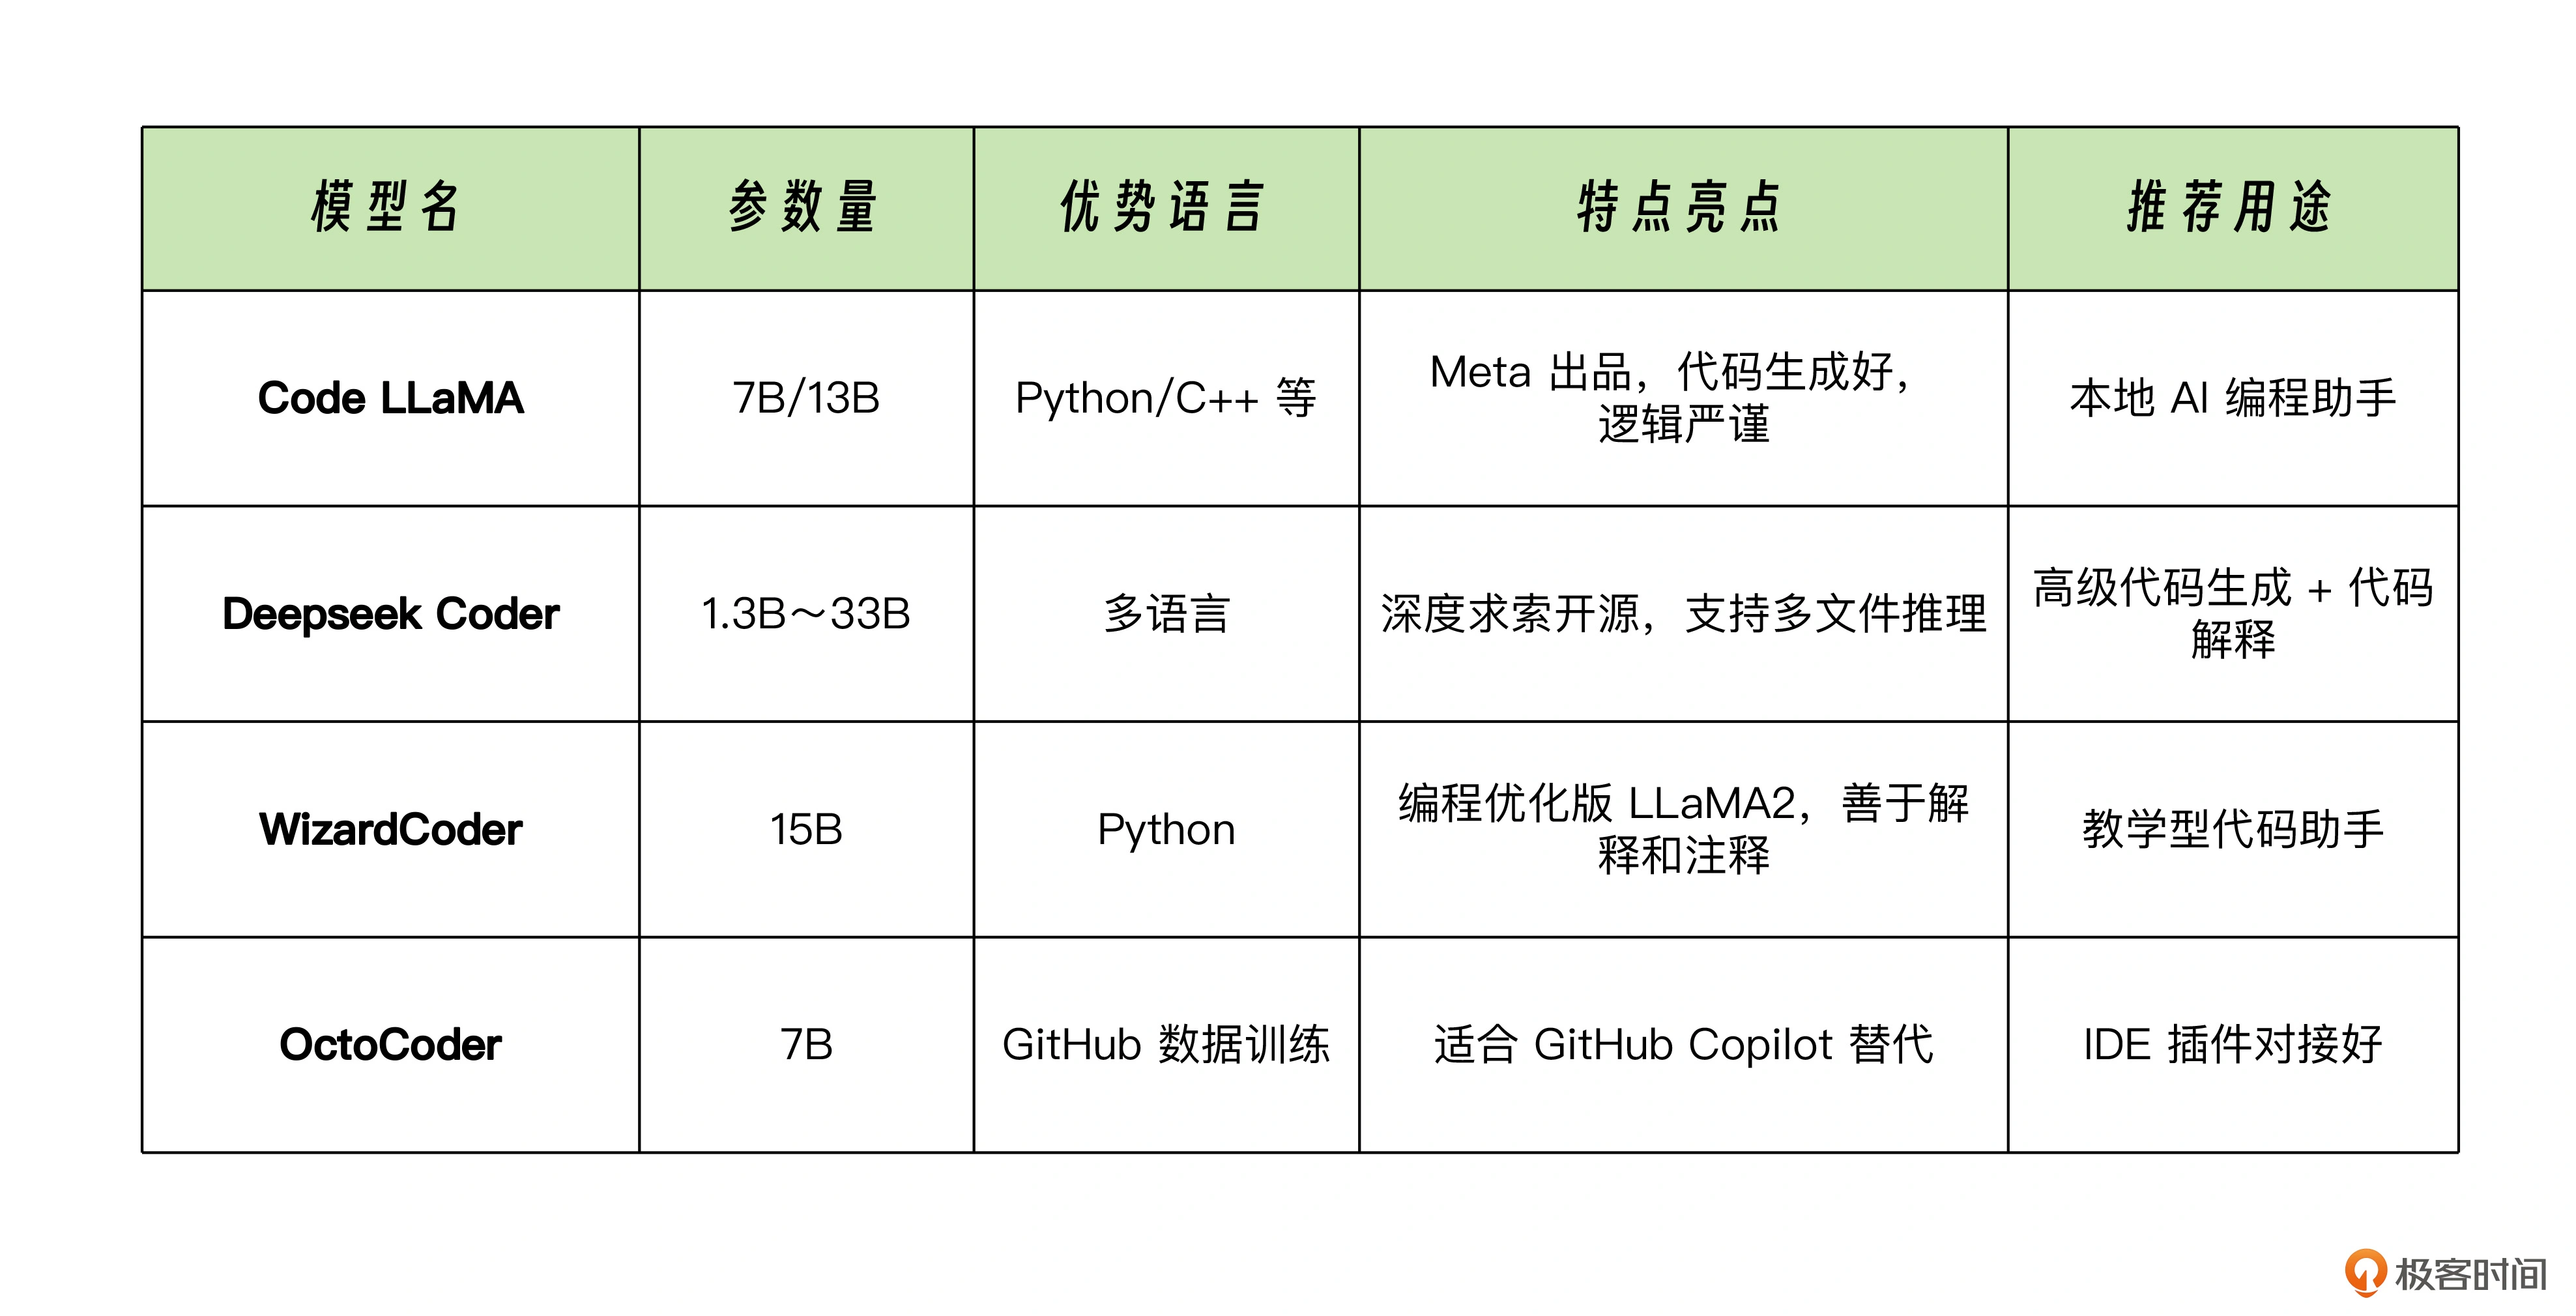 模型名 参数量 优势语言 特点亮点 推荐用途
Code LLaMA 7B/13B Python/C++ 等 Meta 出品，代码生成好，
逻辑严谨 本地 AI 编程助手
Deepseek Coder 1.3B～33B 多语言 深度求索开源，支持多文件推理 高级代码生成 + 代码
解释
WizardCoder 15B Python 编程优化版 LLaMA2，善于解
释和注释 教学型代码助手
OctoCoder 7B GitHub 数据训练 适合 GitHub Copilot 替代 IDE 插件对接好
极客时间